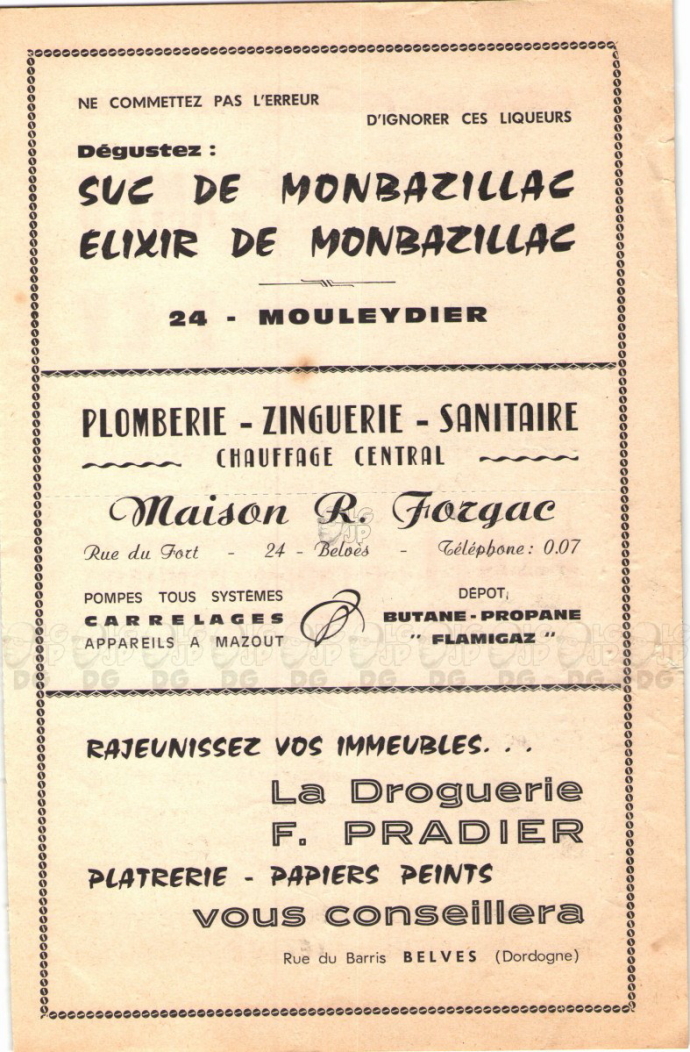 NE COMMETTEZ PAS L'ERREUR
D'IGNORER CES LIQUEURS
Dégustez :
SUC DE MONBAZILLAC
ELIXIR DE MONBAZILLAC
24 - MOULEYDIER
PLOMBERIE - ZINGUERIE - SANITAIRE
CHAUFFAGE CENTRAL
Maison R. Forgac
Rue du Fort - 24 - Belvès - Téléphone : 0.07
POMPES TOUS SYSTÈMES
CARRELAGES
APPAREILS A MAZOUT
DÉPOT,
BUTANE - PROPANE
" FLAMIGAZ "
RAJEUNISSEZ VOS IMMEUBLES. . .
La Droguerie
F. PRADIER
PLATRERIE - PAPIERS PEINTS
vous conseillera
Rue du Barris BELVES (Dordogne)